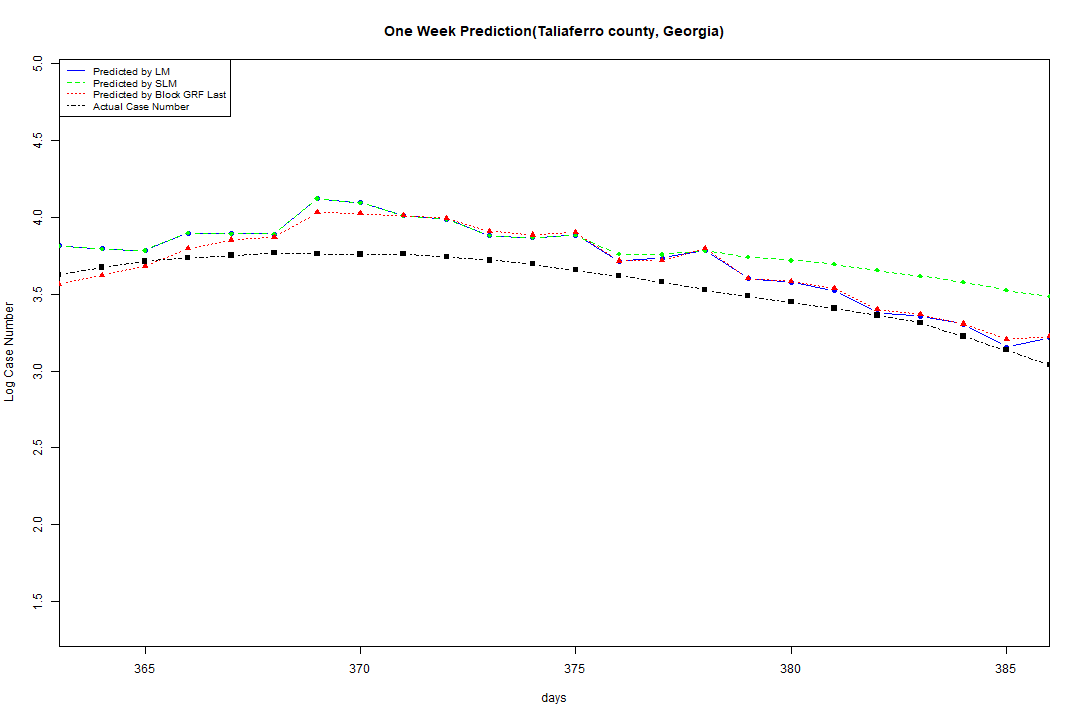 One Week Prediction(Taliaferro county, Georgia)
Predicted by LM
Predicted by SLM
Predicted by Block GRF Last
Actual Case Number
5.0
4.5
4.0
3.5
3.0
2.5
2.0
1.5
Log Case Number
365 370 375 380 385
days